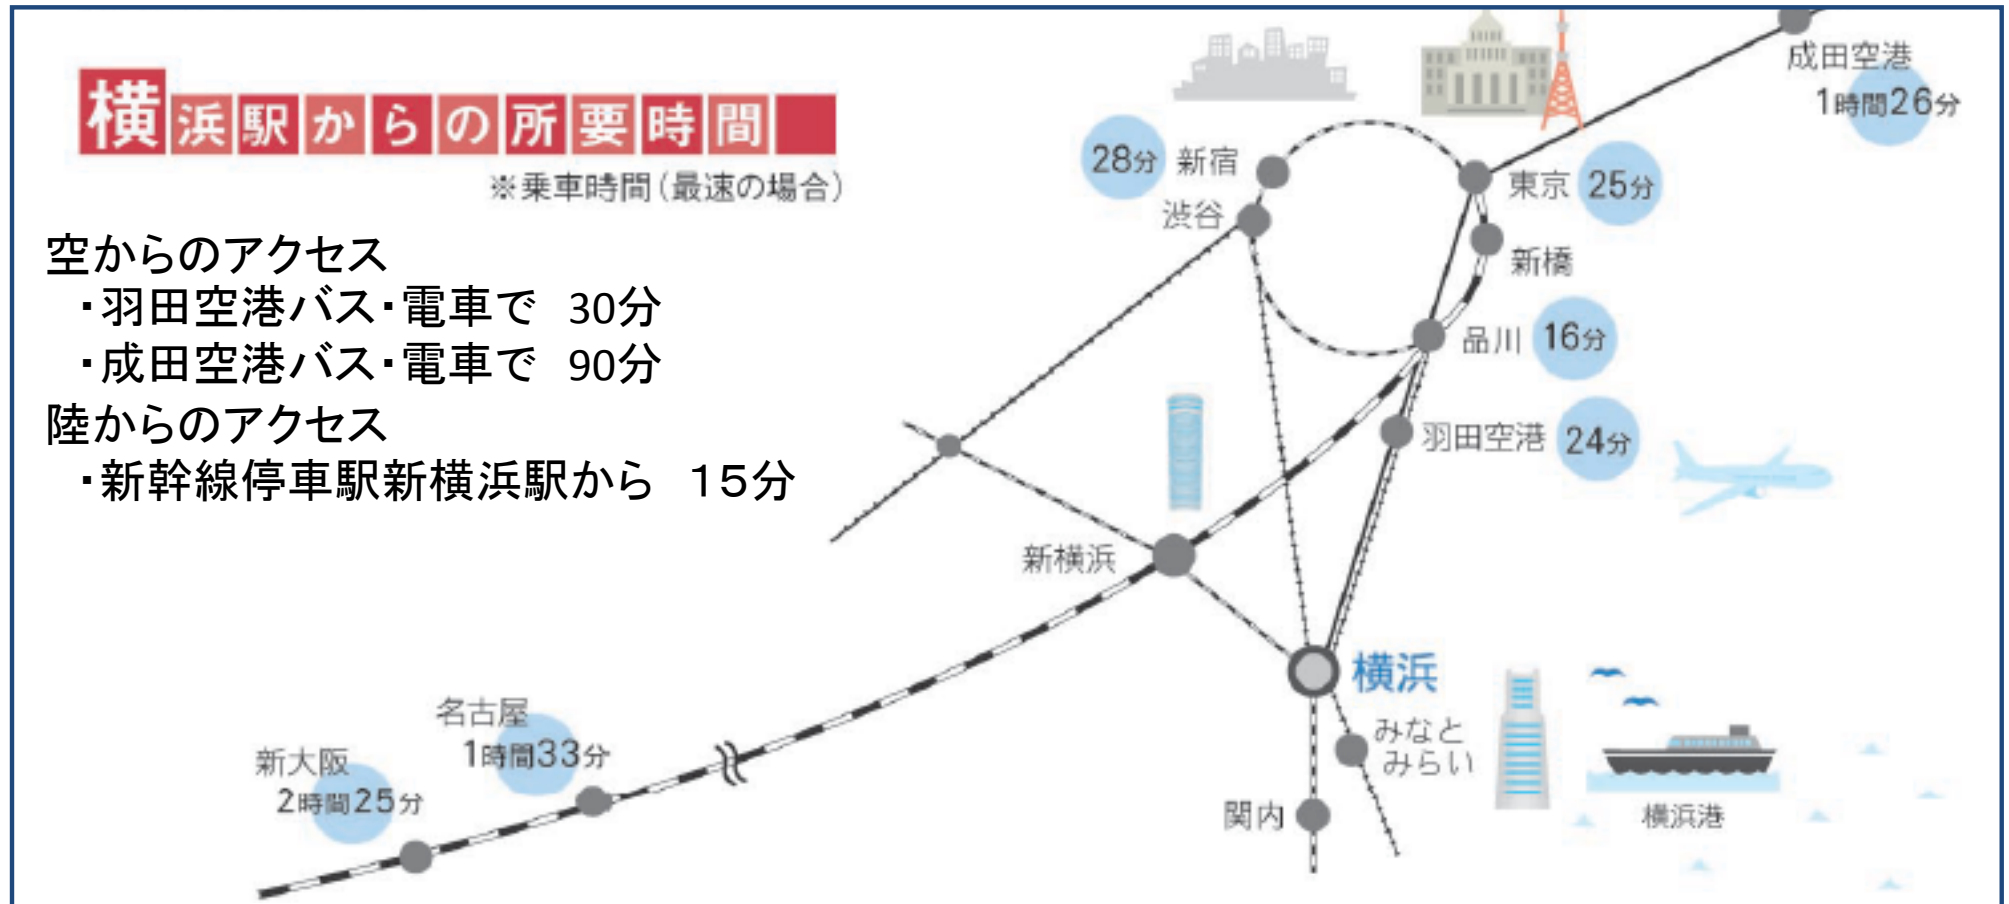 横浜駅からの所要時間
※乗車時間(最速の場合)
空からのアクセス
・羽田空港バス・電車で 30分
・成田空港バス・電車で 90分
陸からのアクセス
・新幹線停車駅新横浜駅から 15分
成田空港
1時間26分
28分 新宿
渋谷
東京 25分
新橋
品川 16分
羽田空港 24分
新横浜
横浜
みなと
みらい
関内
横浜港
名古屋
1時間33分
新大阪
2時間25分